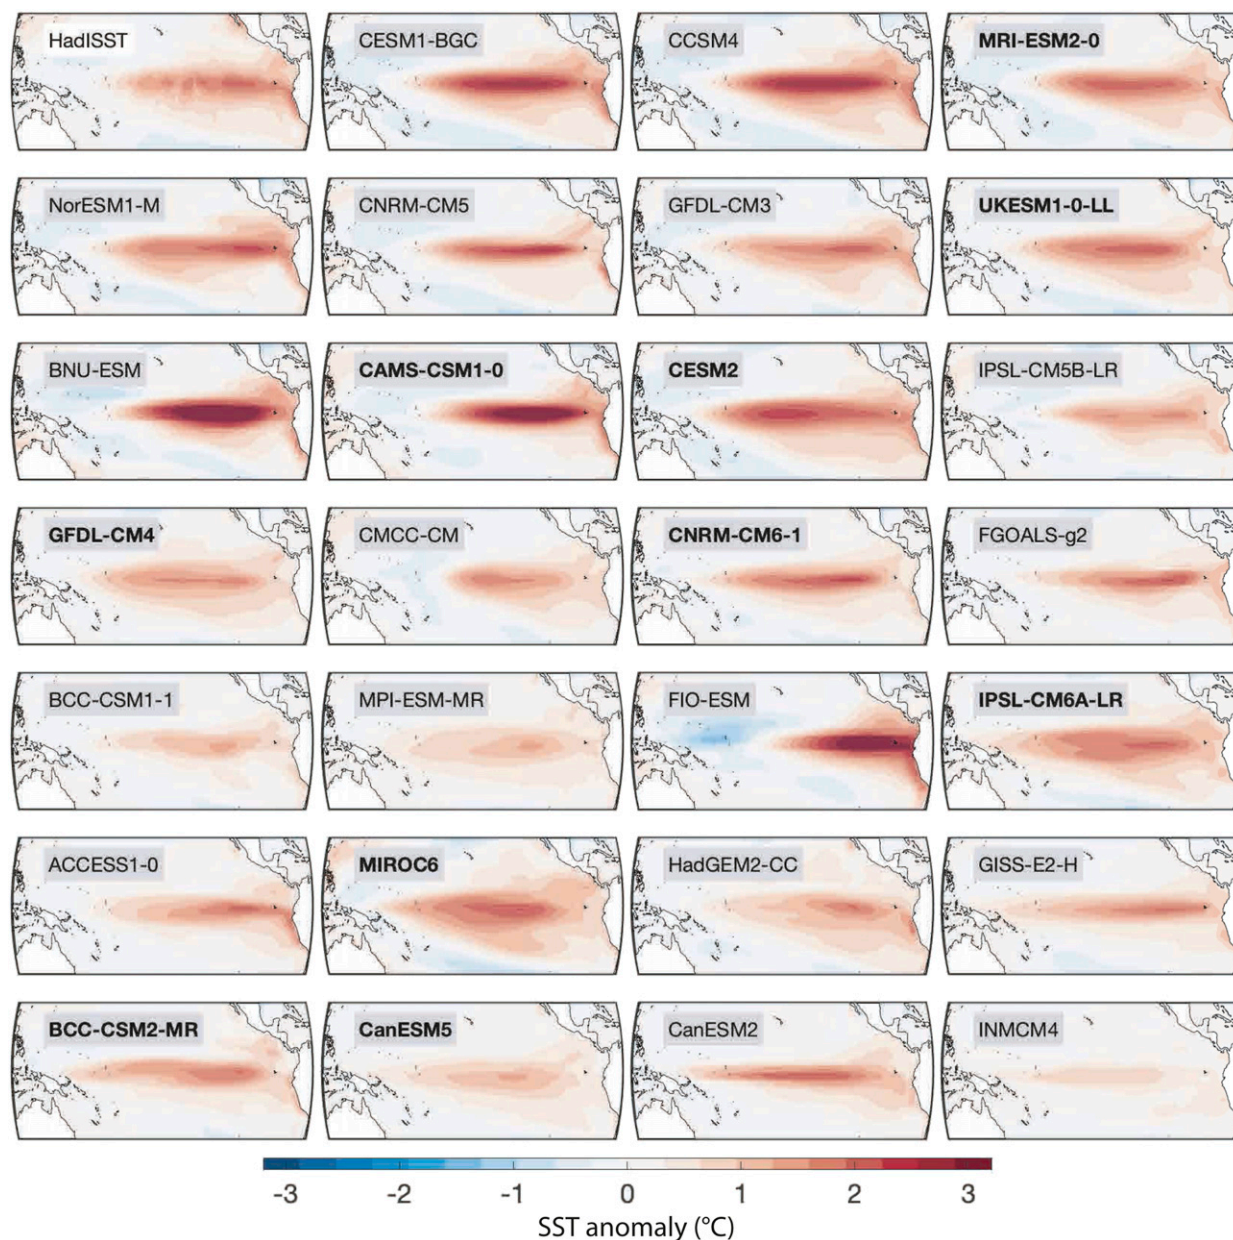 HadISST
CESM1-BGC
CCSM4
MRI-ESM2-0
NorESM1-M
CNRM-CM5
GFDL-CM3
UKESM1-0-LL
BNU-ESM
CAMS-CSM1-0
CESM2
IPSL-CM5B-LR
GFDL-CM4
CMCC-CM
CNRM-CM6-1
FGOALS-g2
BCC-CSM1-1
MPI-ESM-MR
FIO-ESM
IPSL-CM6A-LR
ACCESS1-0
MIROC6
HadGEM2-CC
GISS-E2-H
BCC-CSM2-MR
CanESM5
CanESM2
INMCM4
-3 -2 -1 0 1 2 3
SST anomaly (°C)